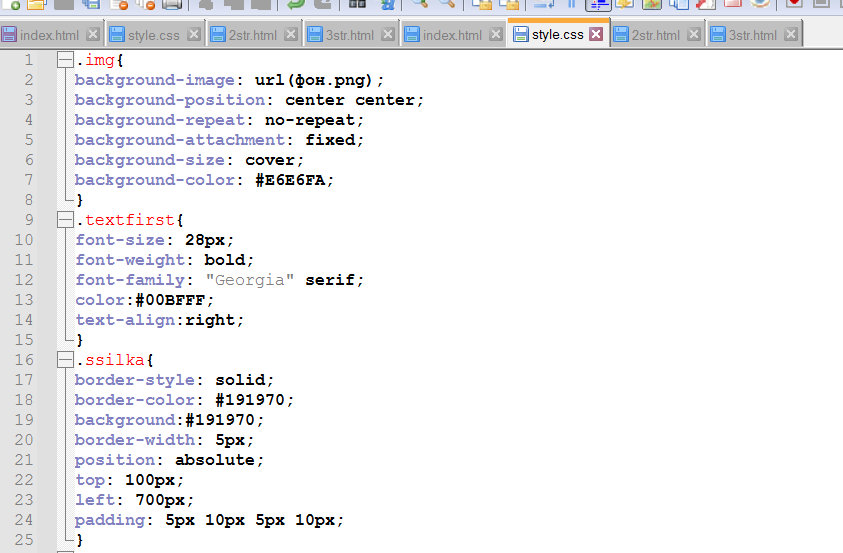 index.html style.css 2str.html 3str.html index.html style.css 2str.html 3str.html
1 .img{
2 background-image: url(фон.png);
3 background-position: center center;
4 background-repeat: no-repeat;
5 background-attachment: fixed;
6 background-size: cover;
7 background-color: #E6E6FA;
8 }
9 .textfirst{
10 font-size: 28px;
11 font-weight: bold;
12 font-family: "Georgia" serif;
13 color:#00BFFF;
14 text-align:right;
15 }
16 .ssilka{
17 border-style: solid;
18 border-color: #191970;
19 background:#191970;
20 border-width: 5px;
21 position: absolute;
22 top: 100px;
23 left: 700px;
24 padding: 5px 10px 5px 10px;
25 }